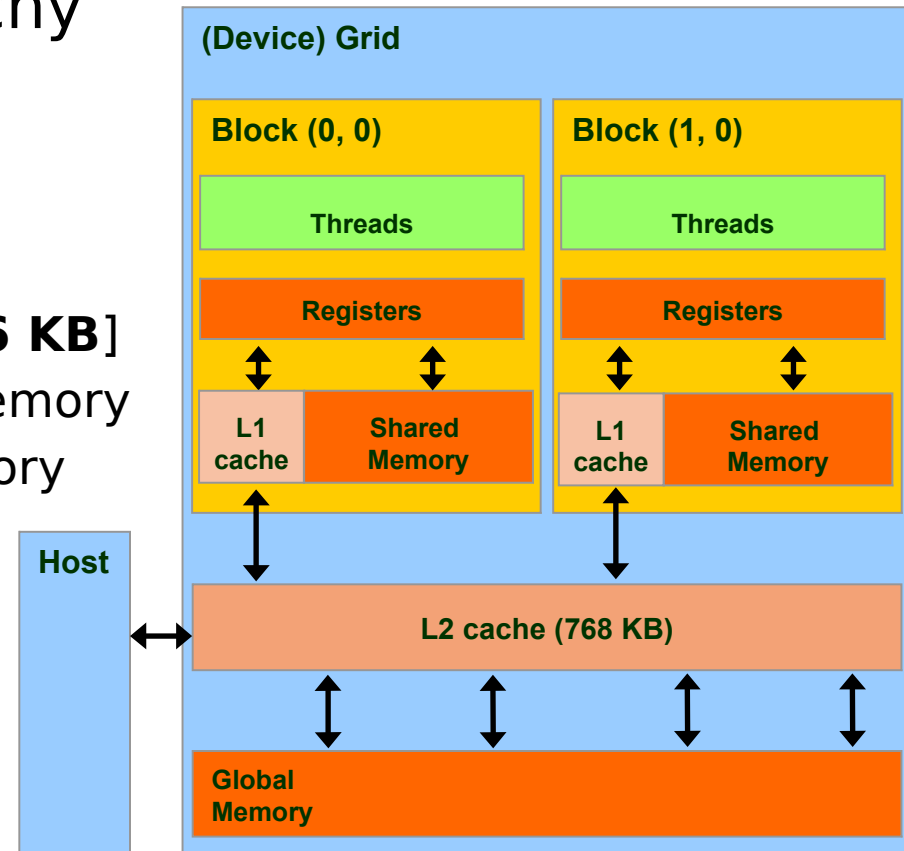 (Device) Grid
Block (0, 0)
Block (1, 0)
Threads
Threads
Registers
Registers
KB]
L1
cache
Shared
Memory
L1
cache
Shared
Memory
Host
L2 cache (768 KB)
Global
Memory